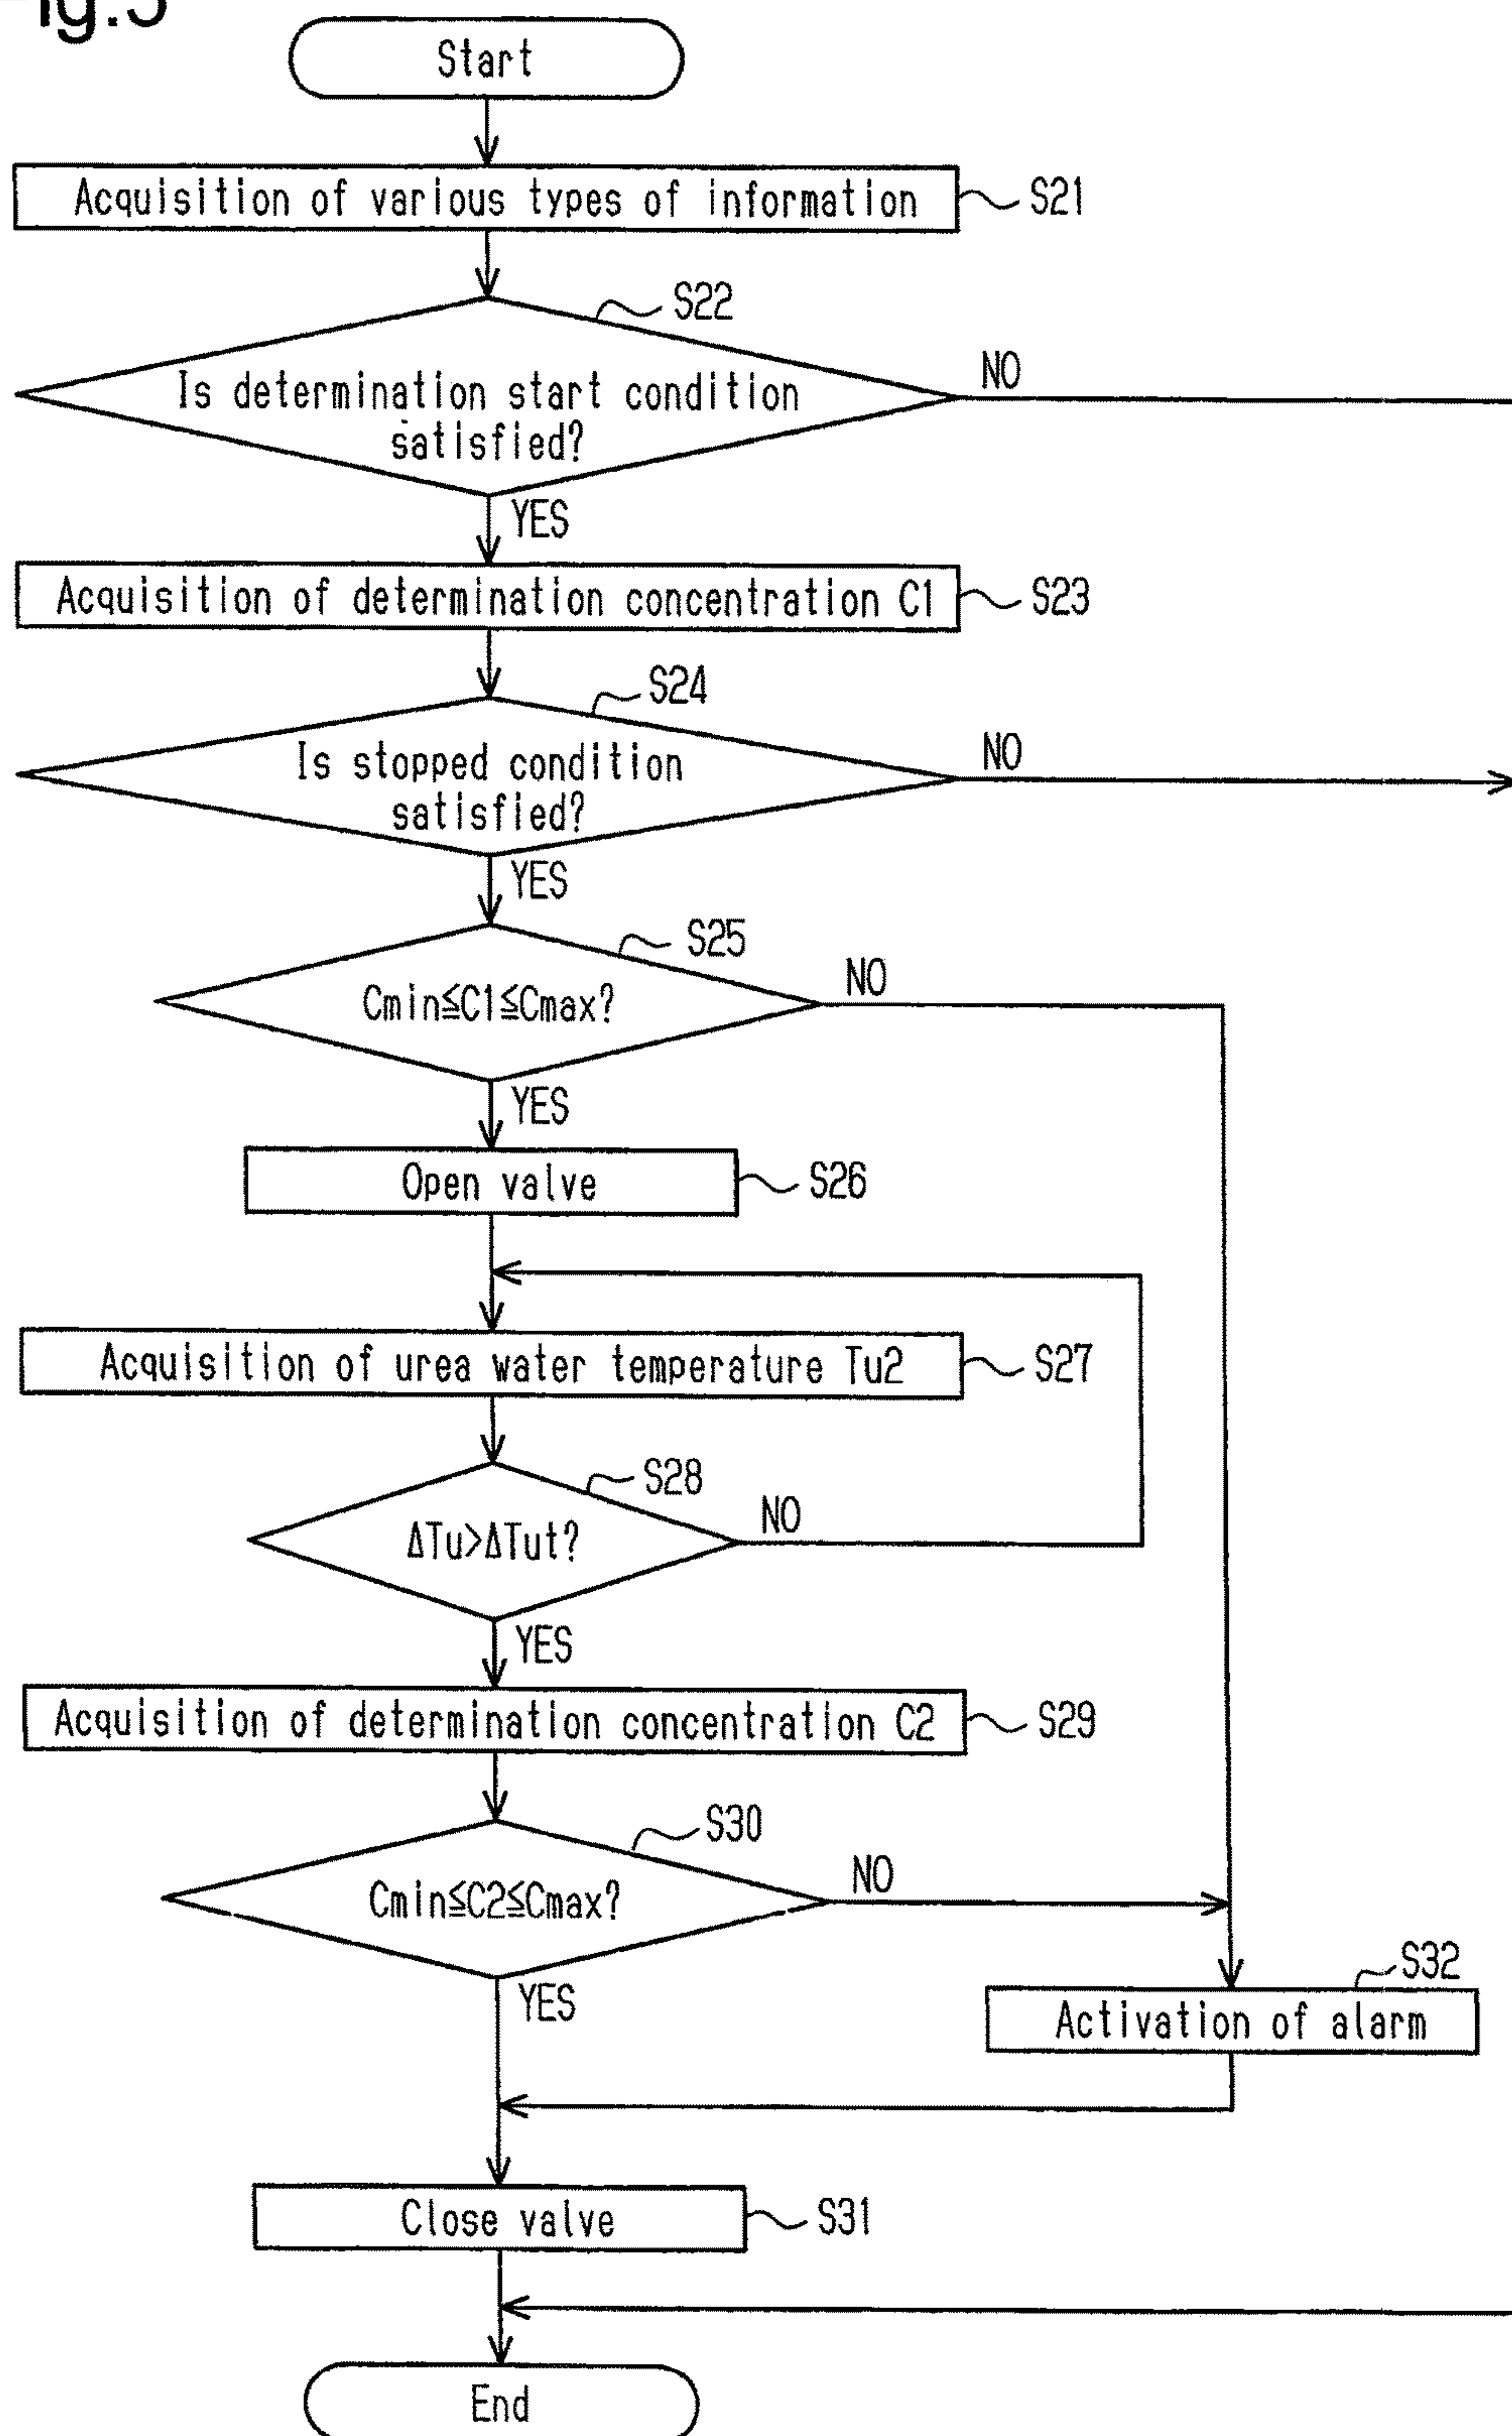 Start
Acquisition of various types of information
S21
S22
Is determination start condition
satisfied?
NO
YES
Acquisition of determination concentration C1
S23
S24
Is stopped condition
satisfied?
NO
YES
S25
Cmin≦C1≦Cmax?
NO
YES
Open valve
S26
Acquisition of urea water temperature Tu2
S27
S28
ΔTu>ΔTut?
NO
YES
Acquisition of determination concentration C2
S29
S30
Cmin≦C2≦Cmax?
NO
YES
S32
Activation of alarm
Close valve
S31
End